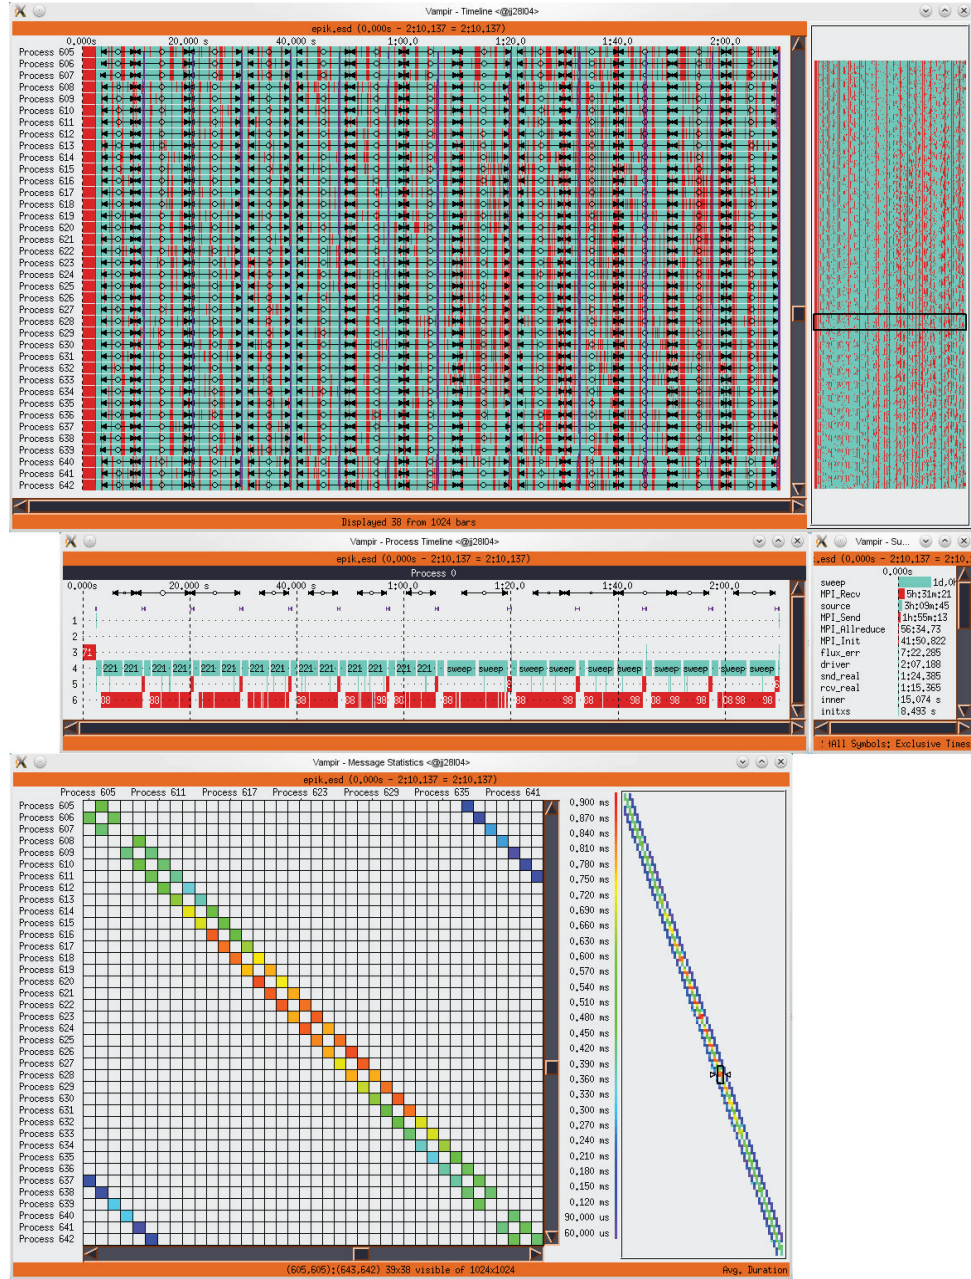 Vampir - Timeline <@jj28l04>
epik.esd (0.000s - 2:10.137 = 2:10.137)
0.000s 20.000 s 40.000 s 1:00.0 1:20.0 1:40.0 2:00.0
Process 605
Process 606
Process 607
Process 608
Process 609
Process 610
Process 611
Process 612
Process 613
Process 614
Process 615
Process 616
Process 617
Process 618
Process 619
Process 620
Process 621
Process 622
Process 623
Process 624
Process 625
Process 626
Process 627
Process 628
Process 629
Process 630
Process 631
Process 632
Process 633
Process 634
Process 635
Process 636
Process 637
Process 638
Process 639
Process 640
Process 641
Process 642
Displayed 38 from 1024 bars
Vampir - Process Timeline <@jj28l04>
epik.esd (0.000s - 2:10.137 = 2:10.137)
Process 0
0.000s 20.000 s 40.000 s 1:00.0 1:20.0 1:40.0 2:00.0
1
2
3 71
4 221 221 221 221 221 221 221 221 221 221 221 221 221 sweep sweep sweep sweep sweep sweep sweep sweep sweep sweep
5
6 98 98 98 98 98 98 98 98 98 98 98 98 98
Vampir - Su...
.esd (0.000s - 2:10.137 = 2:10.
0.000s
sweep 1d,0
MPI_Recv 5h:31m:21
source 3h:09m:45
MPI_Send 1h:55m:13
MPI_Allreduce 56:34.73
MPI_Init 41:50.822
flux_err 7:22.285
driver 2:07.188
snd_real 1:24.385
rcv_real 1:15.365
inner 15.074 s
initxs 8.493 s
All Symbols: Exclusive Times
Vampir - Message Statistics <@jj28l04>
epik.esd (0.000s - 2:10.137 = 2:10.137)
Process 605 Process 611 Process 617 Process 623 Process 629 Process 635 Process 641
Process 605
Process 606
Process 607
Process 608
Process 609
Process 610
Process 611
Process 612
Process 613
Process 614
Process 615
Process 616
Process 617
Process 618
Process 619
Process 620
Process 621
Process 622
Process 623
Process 624
Process 625
Process 626
Process 627
Process 628
Process 629
Process 630
Process 631
Process 632
Process 633
Process 634
Process 635
Process 636
Process 637
Process 638
Process 639
Process 640
Process 641
Process 642
0.900 ms
0.870 ms
0.840 ms
0.810 ms
0.780 ms
0.750 ms
0.720 ms
0.690 ms
0.660 ms
0.630 ms
0.600 ms
0.570 ms
0.540 ms
0.510 ms
0.480 ms
0.450 ms
0.420 ms
0.390 ms
0.360 ms
0.330 ms
0.300 ms
0.270 ms
0.240 ms
0.210 ms
0.180 ms
0.150 ms
0.120 ms
90.000 us
60.000 us
(605,605):(643,642) 39x38 visible of 1024x1024
Avg. Duration